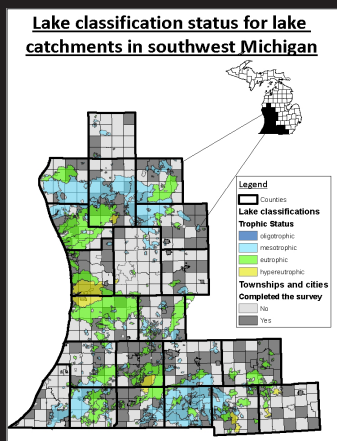 Lake classification status for lake
catchments in southwest Michigan
Legend
Counties
Lake classifications
Trophic Status
oligotrophic
mesotrophic
eutrophic
hypereutrophic
Townships and cities
Completed the survey
No
Yes